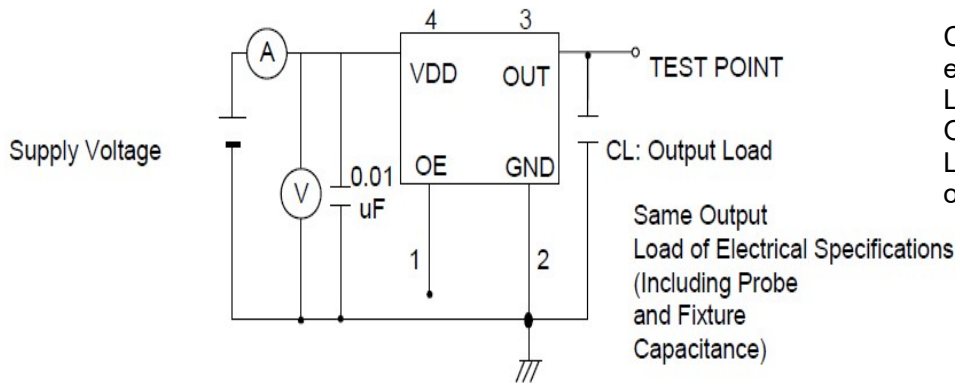 4 3
A
VDD OUT
TEST POINT
Supply Voltage
OE GND
CL: Output Load
V
0.01
uF
1 2
Same Output
Load of Electrical Specifications
(Including Probe
and Fixture
Capacitance)